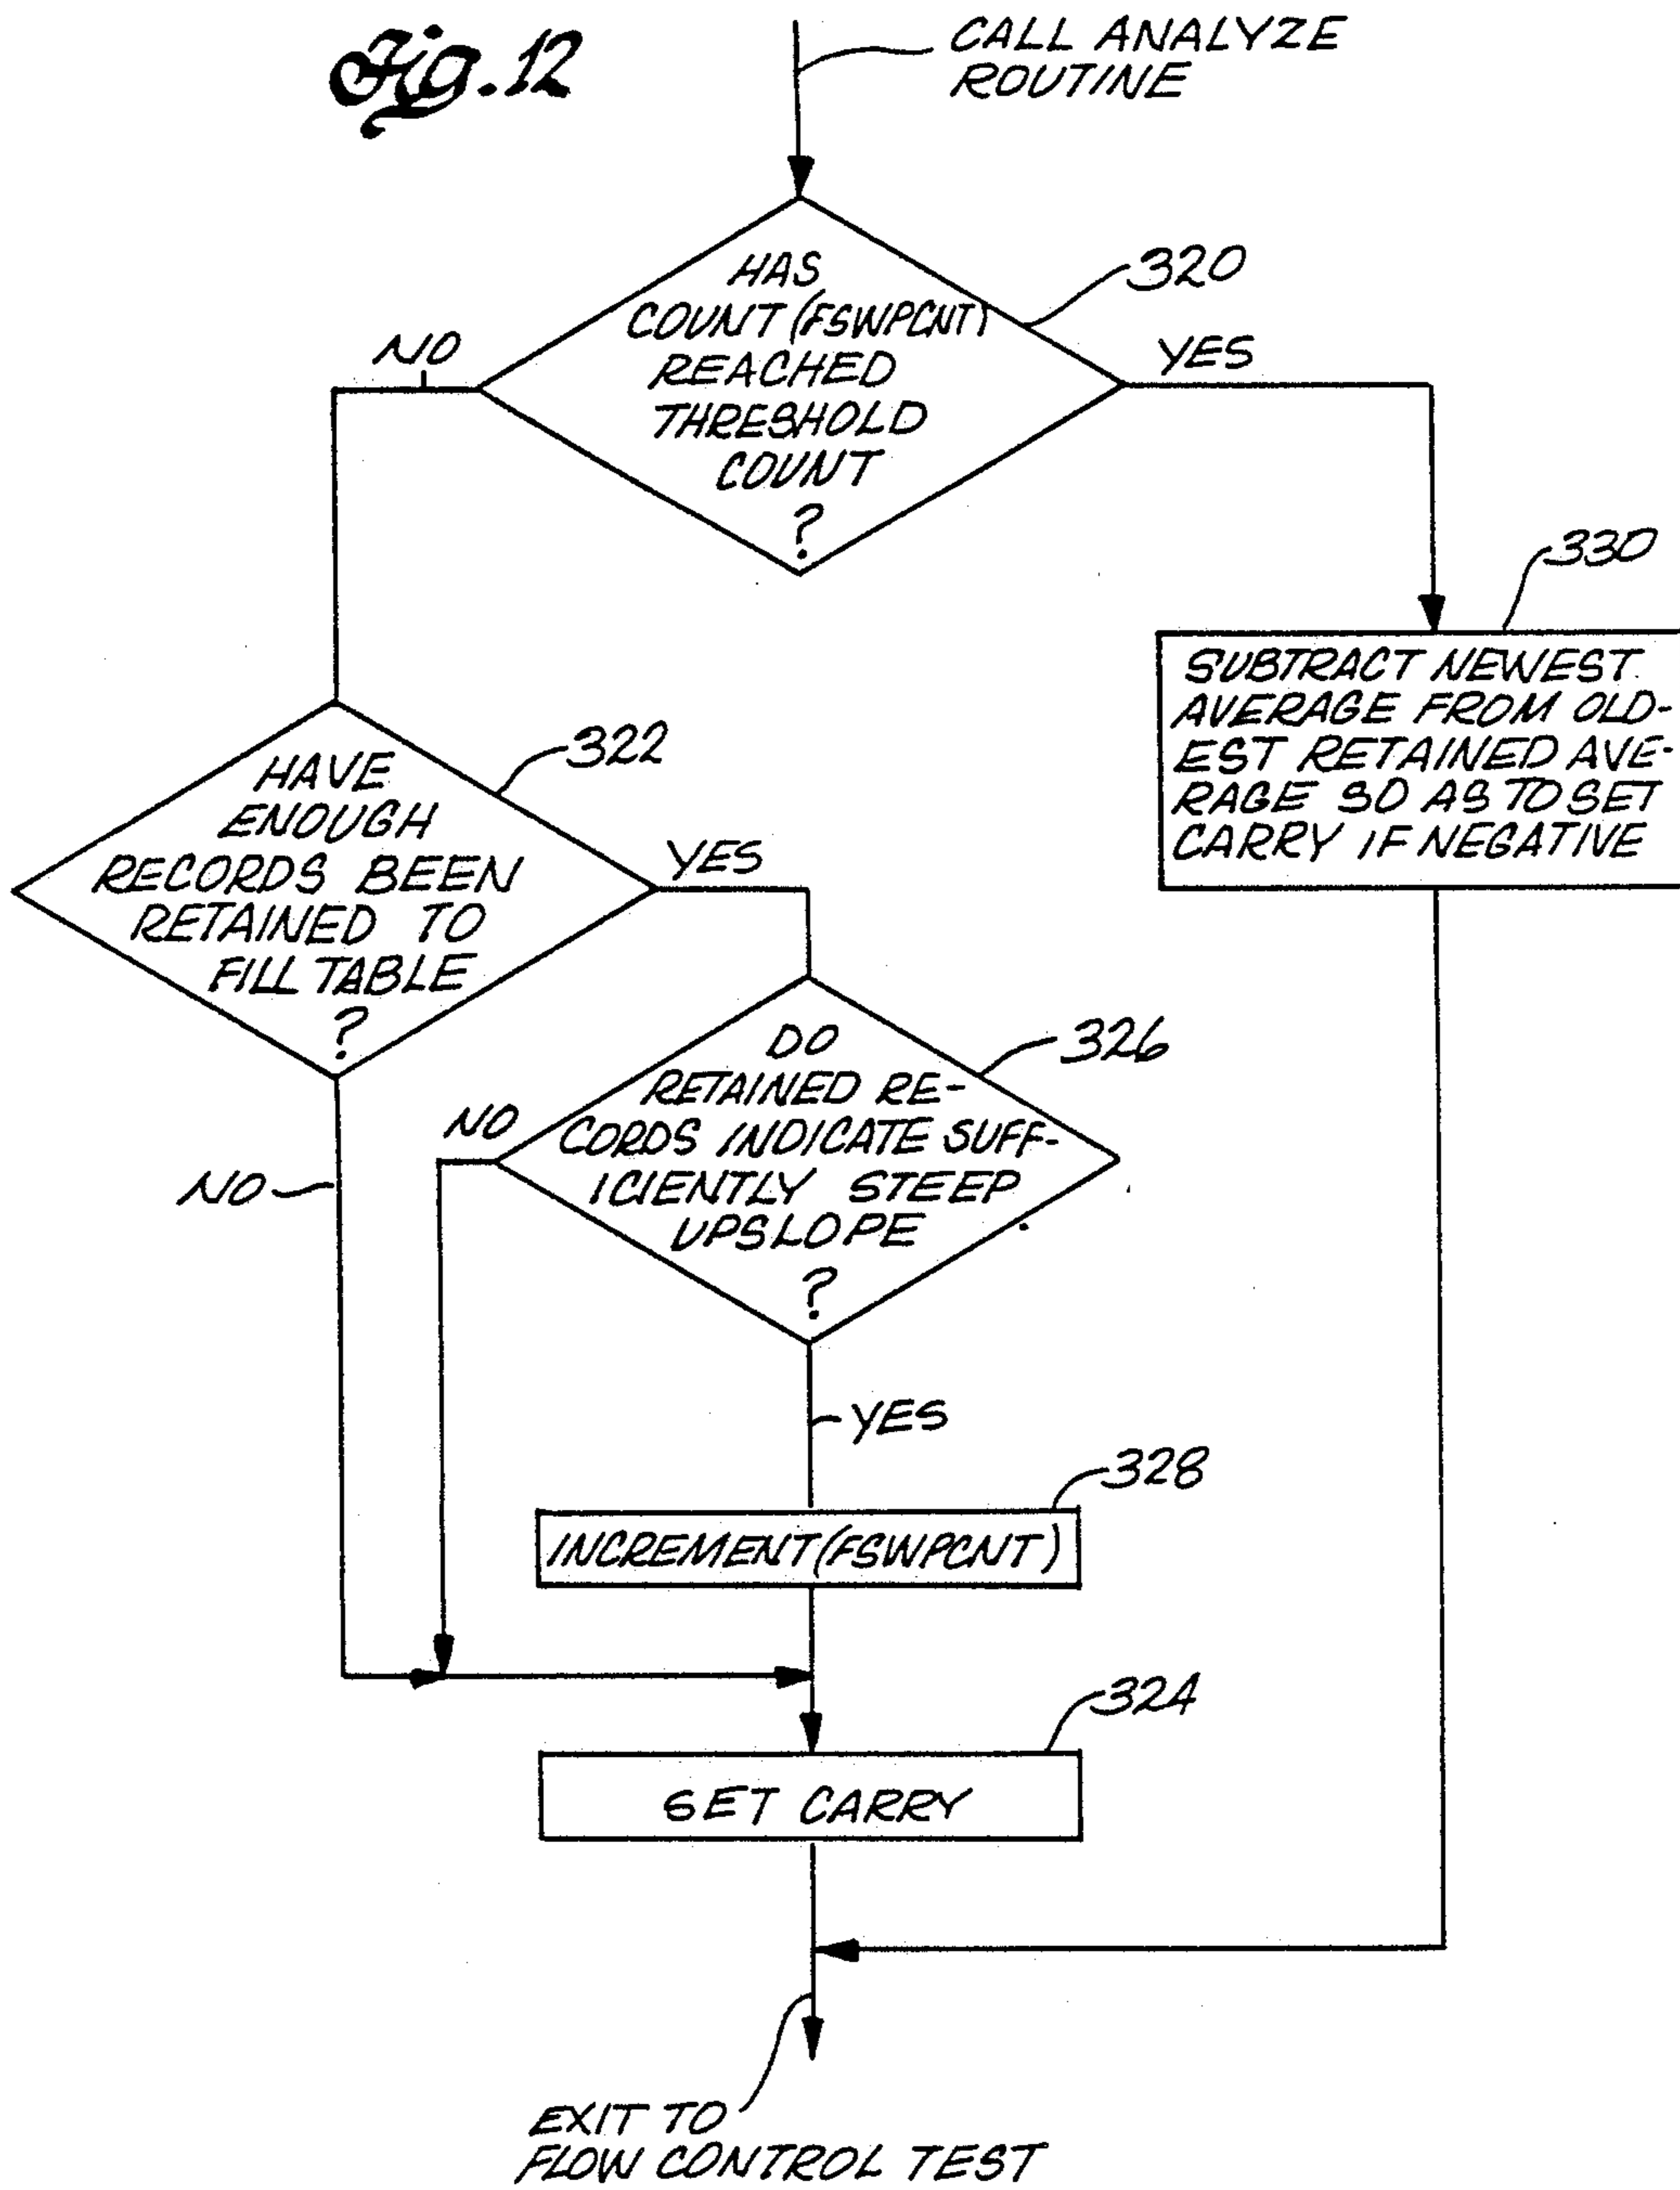 Fig. 12
CALL ANALYZE
ROUTINE
HAS
COUNT (FSWPCNT)
REACHED
THRESHOLD
COUNT
?
320
NO
YES
330
SUBTRACT NEWEST
AVERAGE FROM OLD-
EST RETAINED AVE-
RAGE SO AS TO SET
CARRY IF NEGATIVE
322
HAVE
ENOUGH
RECORDS BEEN
RETAINED TO
FILL TABLE
?
YES
NO
326
DO
RETAINED RE-
CORDS INDICATE SUFF-
ICIENTLY STEEP
UPSLOPE
?
NO
YES
328
INCREMENT (FSWPCNT)
324
SET CARRY
EXIT TO
FLOW CONTROL TEST